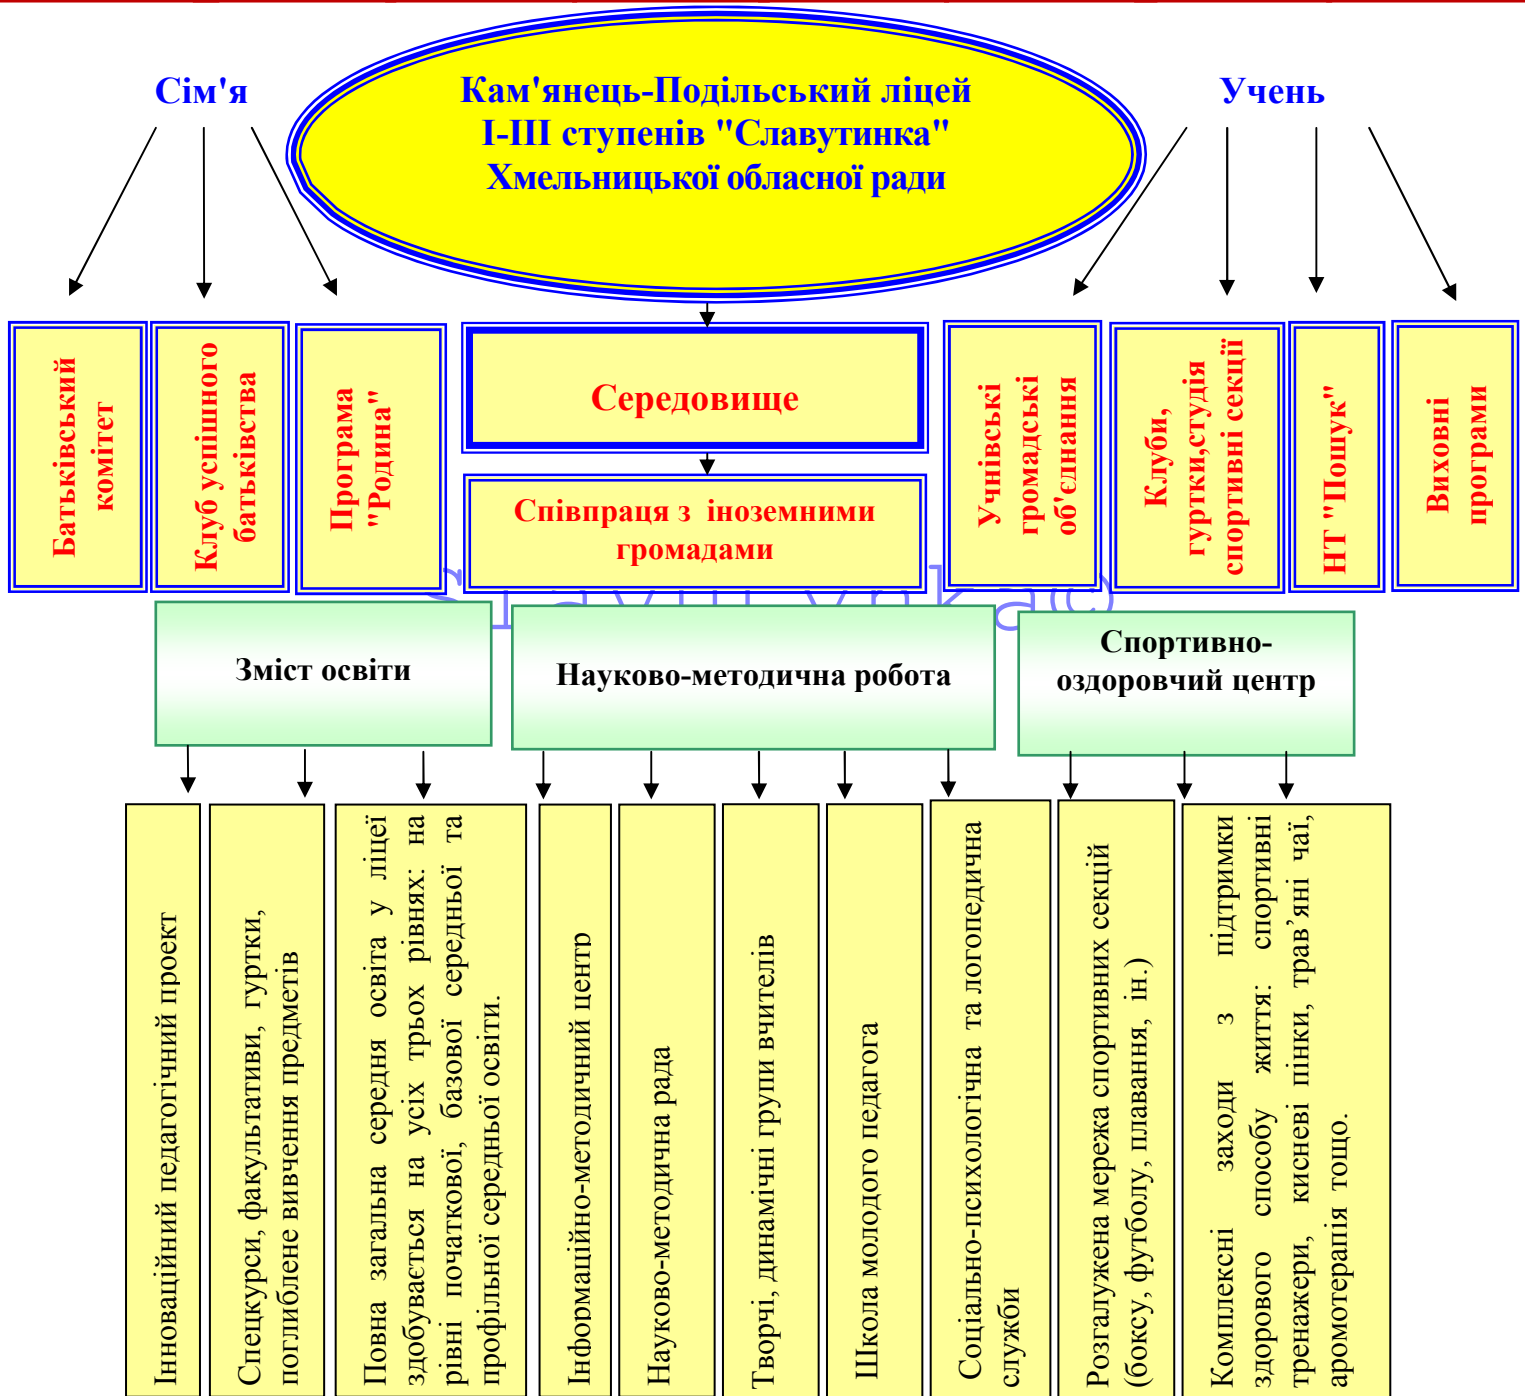 Сім'я
Кам'янець-Подільський ліцей
І-ІІІ ступенів "Славутинка"
Хмельницької обласної ради
Учень
Батьківський
комітет
Клуб успішного
батьківства
Програма
"Родина"
Середовище
Співпраця з іноземними
громадами
Учнівські
громадські
об'єднання
Клуби,
гуртки,студія
спортивні секції
НТ "Пошук"
Виховні
програми
Зміст освіти
Науково-методична робота
Спортивно-
оздоровчий центр
Інноваційний педагогічний проект
Спецкурси, факультативи, гуртки,
поглиблене вивчення предметів
Повна загальна середня освіта у ліцеї
здобувається на усіх трьох рівнях: на
рівні початкової, базової середньої та
профільної середньої освіти.
Інформаційно-методичний центр
Науково-методична рада
Творчі, динамічні групи вчителів
Школа молодого педагога
Соціально-психологічна та логопедична
служби
Розгалужена мережа спортивних секцій
(боксу, футболу, плавання, ін.)
Комплексні заходи з підтримки
здорового способу життя: спортивні
тренажери, кисневі пінки, трав’яні чаї,
аромотерапія тощо.